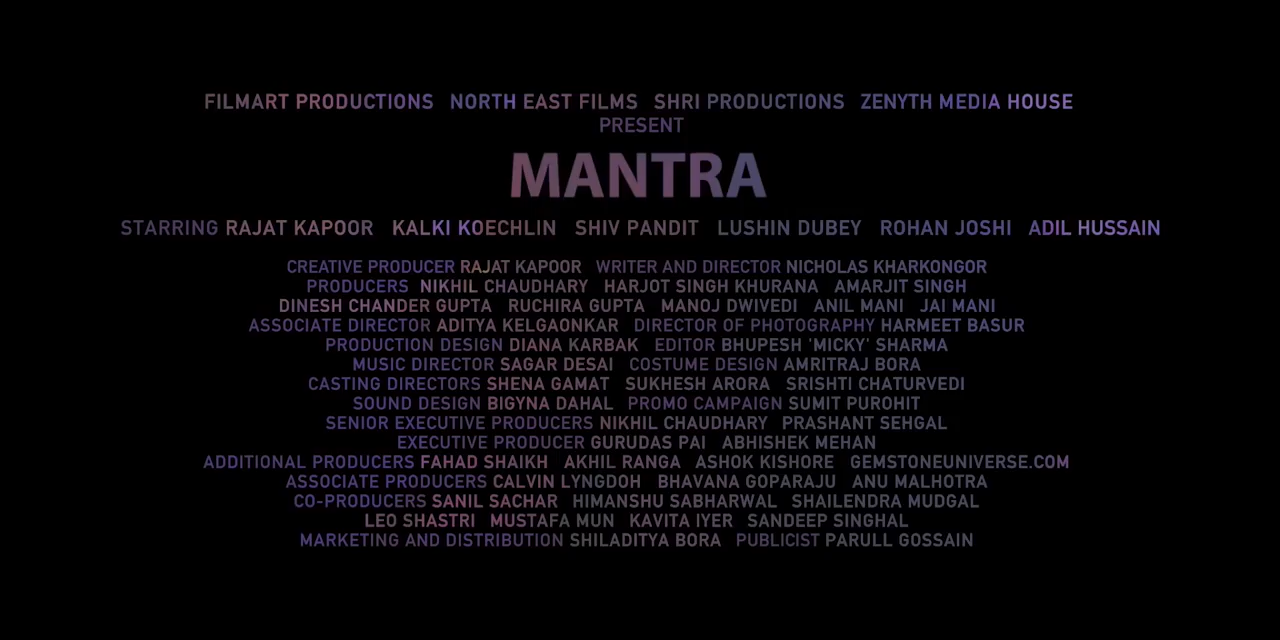 FILMART PRODUCTIONS NORTH EAST FILMS SHRI PRODUCTIONS ZENYTH MEDIA HOUSE
PRESENT
MANTRA
STARRING RAJAT KAPOOR KALKI KOECHLIN SHIV PANDIT LUSHIN DUBEY ROHAN JOSHI ADIL HUSSAIN
CREATIVE PRODUCER RAJAT KAPOOR WRITER AND DIRECTOR NICHOLAS KHARKONGOR
PRODUCERS NIKHIL CHAUDHARY HARJOT SINGH KHURANA AMARJIT SINGH
DINESH CHANDER GUPTA RUCHIRA GUPTA MANOJ DWIVEDI ANIL MANI JAI MANI
ASSOCIATE DIRECTOR ADITYA KELGAONKAR DIRECTOR OF PHOTOGRAPHY HARMEET BASUR
PRODUCTION DESIGN DIANA KARBAK EDITOR BHUPESH 'MICKY' SHARMA
MUSIC DIRECTOR SAGAR DESAI COSTUME DESIGN AMRITRAJ BORA
CASTING DIRECTORS SHENA GAMAT SUKHESH ARORA SRISHTI CHATURVEDI
SOUND DESIGN BIGYNA DAHAL PROMO CAMPAIGN SUMIT PUROHIT
SENIOR EXECUTIVE PRODUCERS NIKHIL CHAUDHARY PRASHANT SEHGAL
EXECUTIVE PRODUCER GURUDAS PAI ABHISHEK MEHAN
ADDITIONAL PRODUCERS FAHAD SHAIKH AKHIL RANGA ASHOK KISHORE GEMSTONEUNIVERSE.COM
ASSOCIATE PRODUCERS CALVIN LYNGDOH BHAVANA GOPARAJU ANU MALHOTRA
CO-PRODUCERS SANIL SACHAR HIMANSHU SABHARWAL SHAILENDRA MUDGAL
LEO SHASTRI MUSTAFA MUN KAVITA IYER SANDEEP SINGHAL
MARKETING AND DISTRIBUTION SHILADITYA BORA PUBLICIST PARULL GOSSAIN